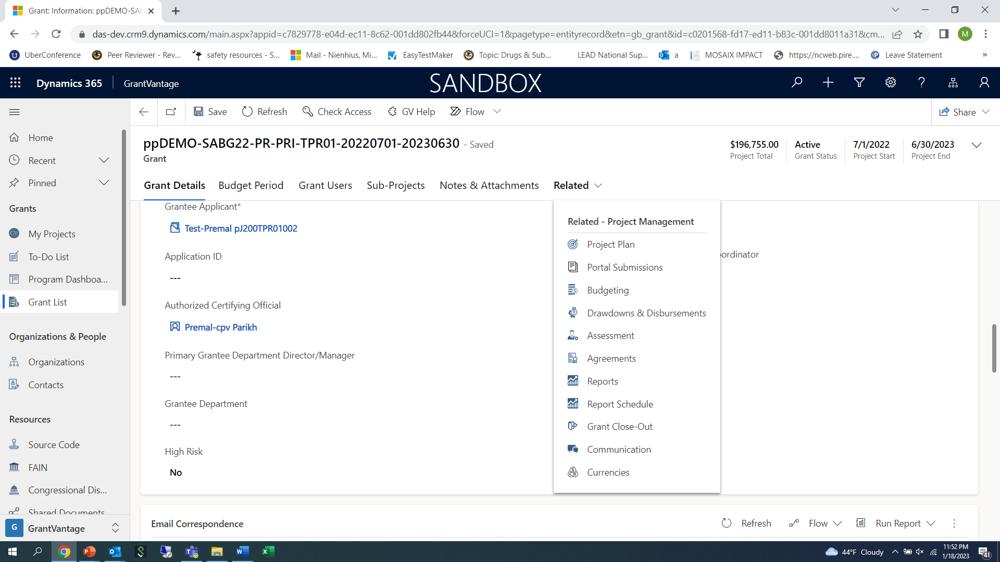 Grant: Information: ppDEMO-SAB
das-dev.crm9.dynamics.com/main.aspx?appid=c7829778-e04d-ec11-8c62-001dd802fb44&forceUCI=1&pagetype=entityrecord&etn=gb_grant&id=c0201568-fd17-ed11-b83c-001dd8011a31&cm...
M
UberConference
Peer Reviewer - Rev...
safety resources - S...
Mail - Nienhius, Mi...
EasyTestMaker
Topic: Drugs & Sub...
LEAD National Sup...
a
MOSAIX IMPACT
https://ncweb.pire....
Leave Statement
»
Dynamics 365
GrantVantage
SANDBOX
Save
Refresh
Check Access
GV Help
Flow
Share
Home
Recent
Pinned
Grants
My Projects
To-Do List
Program Dashboa...
Grant List
Organizations & People
Organizations
Contacts
Resources
Source Code
FAIN
Congressional Dis...
Shared Documents
G
GrantVantage
ppDEMO-SABG22-PR-PRI-TPR01-20220701-20230630 - Saved
Grant
$196,755.00
Project Total
Active
Grant Status
7/1/2022
Project Start
6/30/2023
Project End
Grant Details
Budget Period
Grant Users
Sub-Projects
Notes & Attachments
Related
Grantee Applicant*
Test-Premal pJ200TPR01002
Application ID
---
Authorized Certifying Official
Premal-cpv Parikh
Primary Grantee Department Director/Manager
---
Grantee Department
---
High Risk
No
Related - Project Management
Project Plan
Portal Submissions
Budgeting
Drawdowns & Disbursements
Assessment
Agreements
Reports
Report Schedule
Grant Close-Out
Communication
Currencies
ordinator
Email Correspondence
Refresh
Flow
Run Report
44°F Cloudy
11:52 PM
1/18/2023
41